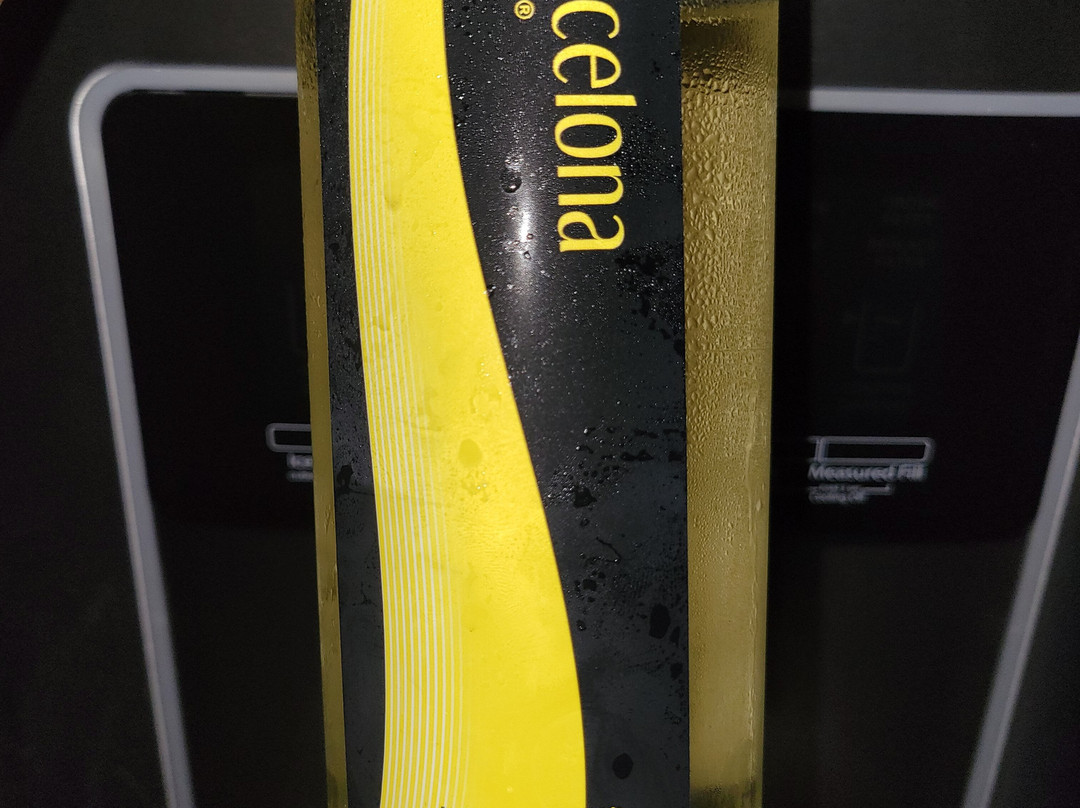 celona
®
Measured Fill